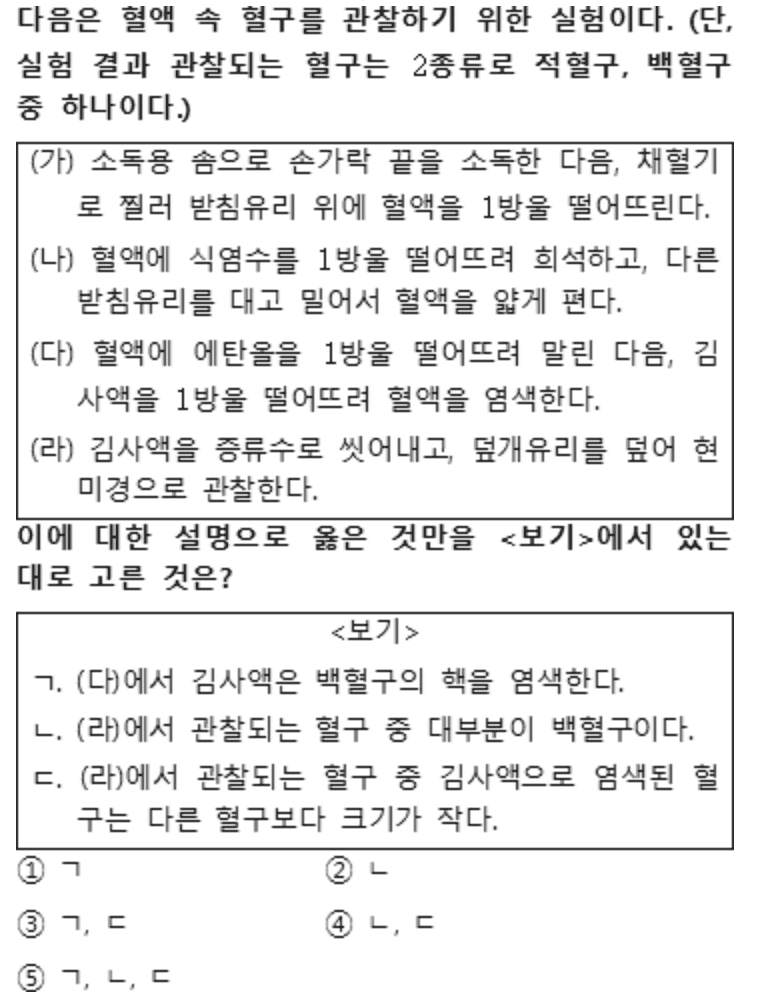 다음은 혈액 속 혈구를 관찰하기 위한 실험이다. (단,
실험 결과 관찰되는 혈구는 2종류로 적혈구, 백혈구
중 하나이다.)
(가) 소독용 솜으로 손가락 끝을 소독한 다음, 채혈기
로 찔러 받침유리 위에 혈액을 1방울 떨어뜨린다.
(나) 혈액에 식염수를 1방울 떨어뜨려 희석하고, 다른
받침유리를 대고 밀어서 혈액을 얇게 편다.
(다) 혈액에 에탄올을 1방울 떨어뜨려 말린 다음, 김
사액을 1방울 떨어뜨려 혈액을 염색한다.
(라) 김사액을 증류수로 씻어내고, 덮개유리를 덮어 현
미경으로 관찰한다.
이에 대한 설명으로 옳은 것만을 <보기>에서 있는
대로 고른 것은?
<보기>
ㄱ. (다)에서 김사액은 백혈구의 핵을 염색한다.
ㄴ. (라)에서 관찰되는 혈구 중 대부분이 백혈구이다.
ㄷ. (라)에서 관찰되는 혈구 중 김사액으로 염색된 혈
구는 다른 혈구보다 크기가 작다.
① ㄱ ② ㄴ
③ ㄱ, ㄷ ④ ㄴ, ㄷ
⑤ ㄱ, ㄴ, ㄷ